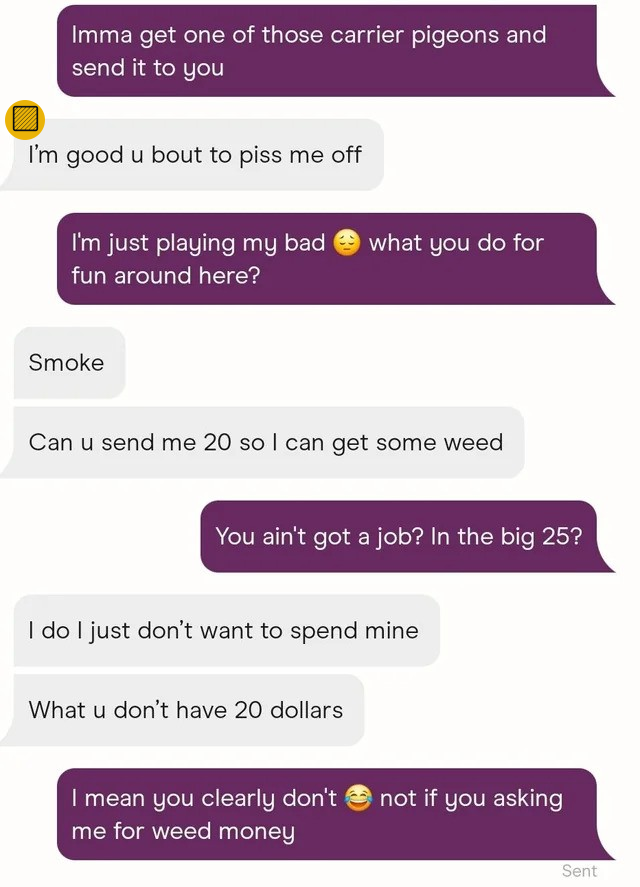 Imma get one of those carrier pigeons and
send it to you
I'm good u bout to piss me off
I'm just playing my bad 😔 what you do for
fun around here?
Smoke
Can u send me 20 so I can get some weed
You ain't got a job? In the big 25?
I do I just don't want to spend mine
What u don't have 20 dollars
I mean you clearly don't 😂 not if you asking
me for weed money
Sent